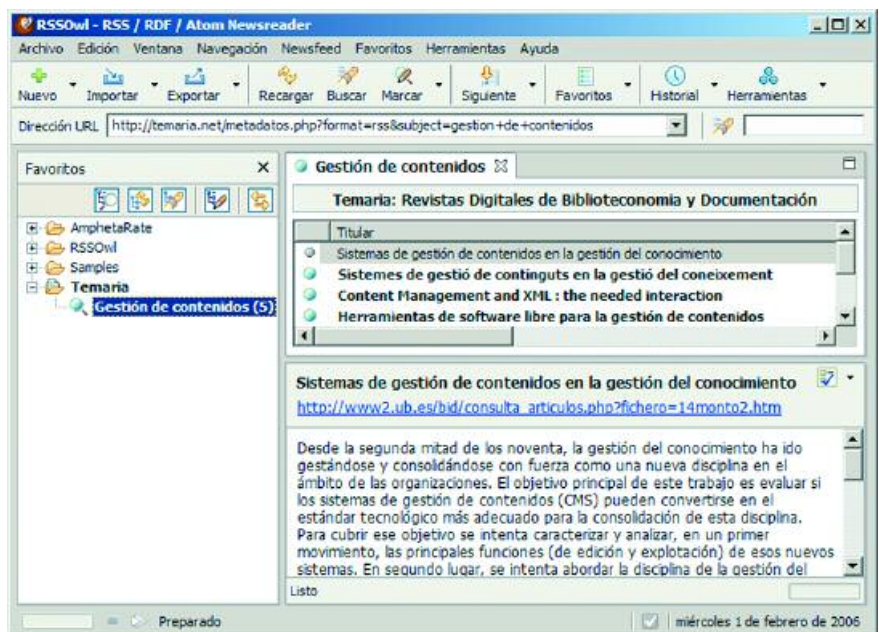 RSSOwl - RSS / RDF / Atom Newsreader
Archivo Edición Ventana Navegación Newsfeed Favoritos Herramientas Ayuda
Nuevo Importar Exportar Recargar Buscar Marcar Siguiente Favoritos Historial Herramientas
Dirección URL http://temaria.net/metadatos.php?format=rss&subject=gestion+de+contenidos
Favoritos
AmphetaRate
RSSOwl
Samples
Temaria
Gestión de contenidos (5)
Gestión de contenidos
Temaria: Revistas Digitales de Biblioteconomia y Documentación
Titular
Sistemas de gestión de contenidos en la gestión del conocimiento
Sistemes de gestió de continguts en la gestió del coneixement
Content Management and XML : the needed interaction
Herramientas de software libre para la gestión de contenidos
Sistemas de gestión de contenidos en la gestión del conocimiento
http://www2.ub.es/bid/consulta_articulos.php?fichero=14monto2.htm
Desde la segunda mitad de los noventa, la gestión del conocimiento ha ido
gestándose y consolidándose con fuerza como una nueva disciplina en el
ámbito de las organizaciones. El objetivo principal de este trabajo es evaluar si
los sistemas de gestión de contenidos (CMS) pueden convertirse en el
estándar tecnológico más adecuado para la consolidación de esta disciplina.
Para cubrir ese objetivo se intenta caracterizar y analizar, en un primer
movimiento, las principales funciones (de edición y explotación) de esos nuevos
sistemas. En segundo lugar, se intenta abordar la disciplina de la gestión del
Listo
Preparado
miércoles 1 de febrero de 2006